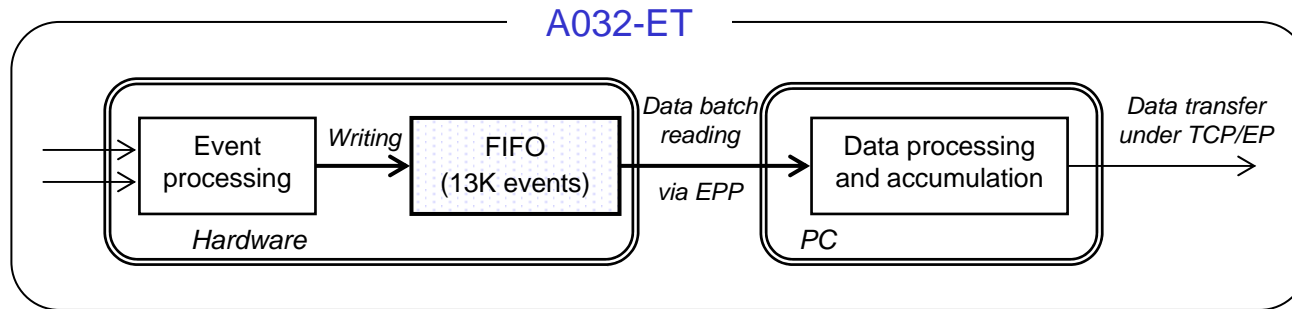 A032-ET
Event
processing
Writing
FIFO
(13K events)
Hardware
Data batch
reading
via EPP
Data processing
and accumulation
PC
Data transfer
under TCP/EP